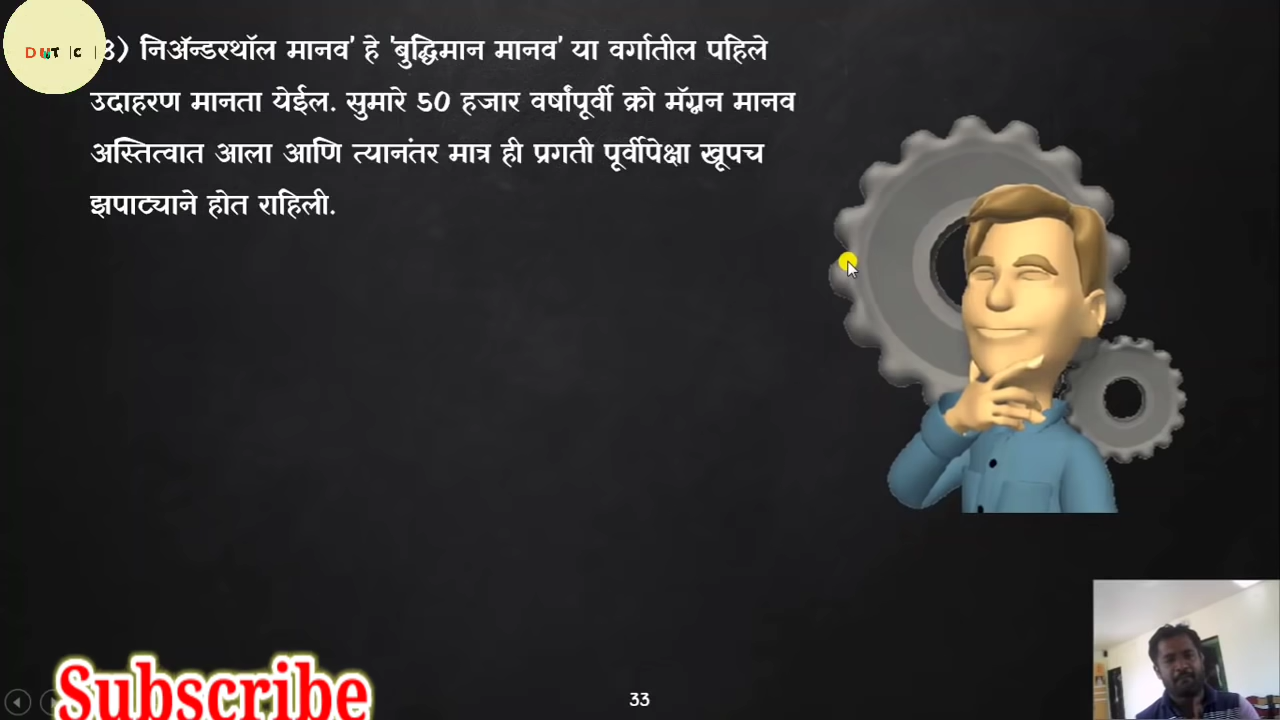 8) निॲन्डरथॉल मानव' हे 'बुद्धिमान मानव' या वर्गातील पहिले
उदाहरण मानता येईल. सुमारे 50 हजार वर्षांपूर्वी क्रो मॅग्नन मानव
अस्तित्वात आला आणि त्यानंतर मात्र ही प्रगती पूर्वीपेक्षा खूपच
झपाट्याने होत राहिली.
Subscribe
33